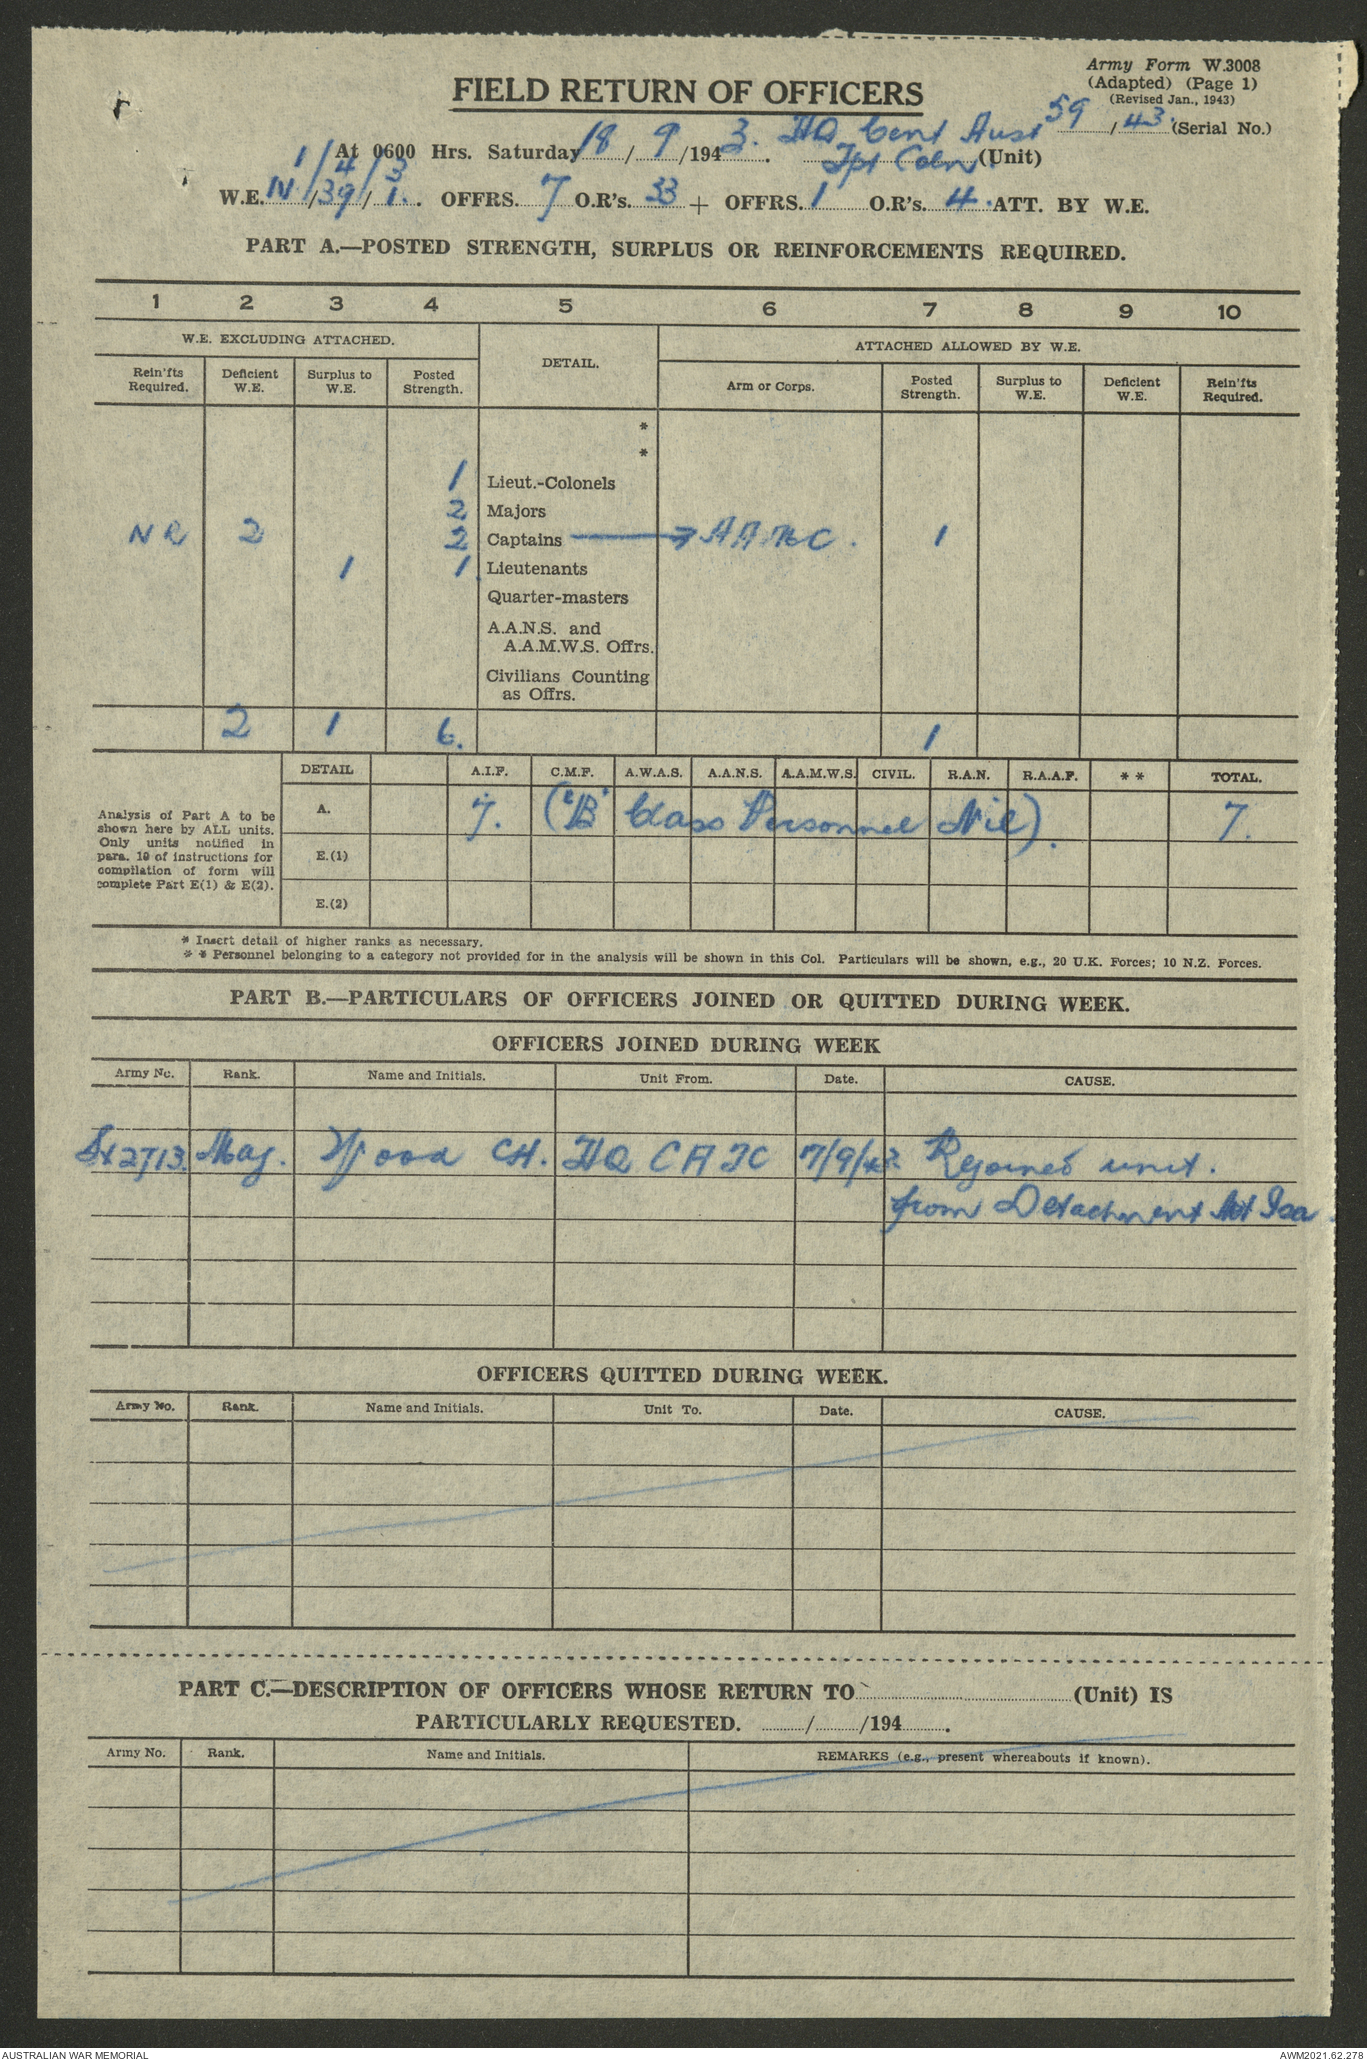 Army Form W.3008
(Adapted) (Page 1)
(Revised Jan., 1943)
FIELD RETURN OF OFFICERS
59/43. (Serial No.)
At 0600 Hrs. Saturday 18/9/1943. HQ Cent Aust
Tpt Coln (Unit)
1/4/3
W.E. IV/39/1. OFFRS. 7 O.R's. 33 + OFFRS. 1 O.R's. 4. ATT. BY W.E.
PART A.—POSTED STRENGTH, SURPLUS OR REINFORCEMENTS REQUIRED.
1 2 3 4 5 6 7 8 9 10
W.E. EXCLUDING ATTACHED. DETAIL. ATTACHED ALLOWED BY W.E.
Rein'fts Required. Deficient W.E. Surplus to W.E. Posted Strength. Arm or Corps. Posted Strength. Surplus to W.E. Deficient W.E. Rein'fts Required.
*
*
1 Lieut.-Colonels
2 Majors
NR 2 2 Captains → AAMC. 1
1 1 Lieutenants
Quarter-masters
A.A.N.S. and
A.A.M.W.S. Offrs.
Civilians Counting
as Offrs.
2 1 6. 1
DETAIL A.I.F. C.M.F. A.W.A.S. A.A.N.S. A.A.M.W.S. CIVIL. R.A.N. R.A.A.F. * * TOTAL.
Analysis of Part A to be
shown here by ALL units.
Only units notified in
para. 19 of instructions for
compilation of form will
complete Part E(1) & E(2).
A. 7. ("B" Class Personnel Nil). 7.
E.(1)
E.(2)
* Insert detail of higher ranks as necessary.
* * Personnel belonging to a category not provided for in the analysis will be shown in this Col. Particulars will be shown, e.g., 20 U.K. Forces; 10 N.Z. Forces.
PART B.—PARTICULARS OF OFFICERS JOINED OR QUITTED DURING WEEK.
OFFICERS JOINED DURING WEEK
Army No. Rank. Name and Initials. Unit From. Date. CAUSE.
SX2713. Maj. Wood CH. HQ CATC 7/9/43 Rejoined unit.
from Detachment Mt Isa.
OFFICERS QUITTED DURING WEEK.
Army No. Rank. Name and Initials. Unit To. Date. CAUSE.
PART C.—DESCRIPTION OF OFFICERS WHOSE RETURN TO (Unit) IS
PARTICULARLY REQUESTED. / /194 .
Army No. Rank. Name and Initials. REMARKS (e.g., present whereabouts if known).
AUSTRALIAN WAR MEMORIAL AWM2021.62.278